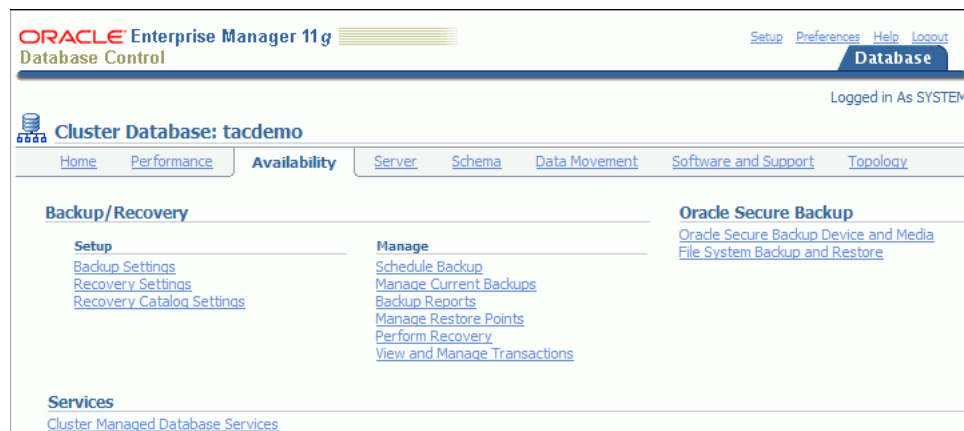 ORACLE Enterprise Manager 11g
Database Control
Setup Preferences Help Logout
Database
Logged in As SYSTEM
Cluster Database: tacdemo
Home Performance Availability Server Schema Data Movement Software and Support Topology
Backup/Recovery
Setup
Backup Settings
Recovery Settings
Recovery Catalog Settings
Manage
Schedule Backup
Manage Current Backups
Backup Reports
Manage Restore Points
Perform Recovery
View and Manage Transactions
Oracle Secure Backup
Oracle Secure Backup Device and Media
File System Backup and Restore
Services
Cluster Managed Database Services